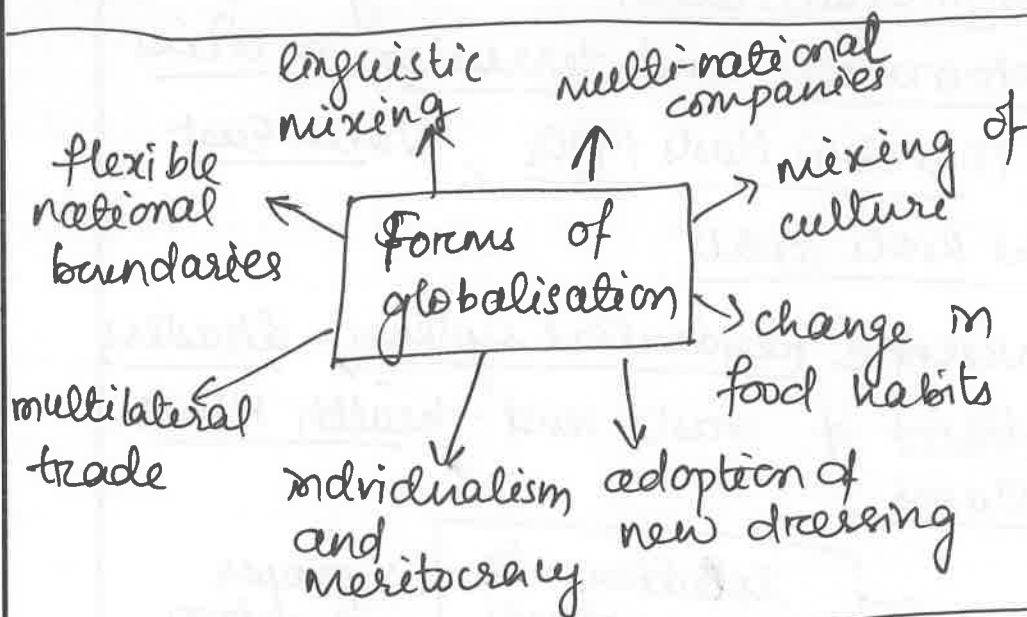 linguistic
mixing
multi-national
companies
flexible
national
boundaries
mixing of
culture
Forms of
globalisation
change in
food habits
multilateral
trade
individualism
and
meritocracy
adoption of
new dressing